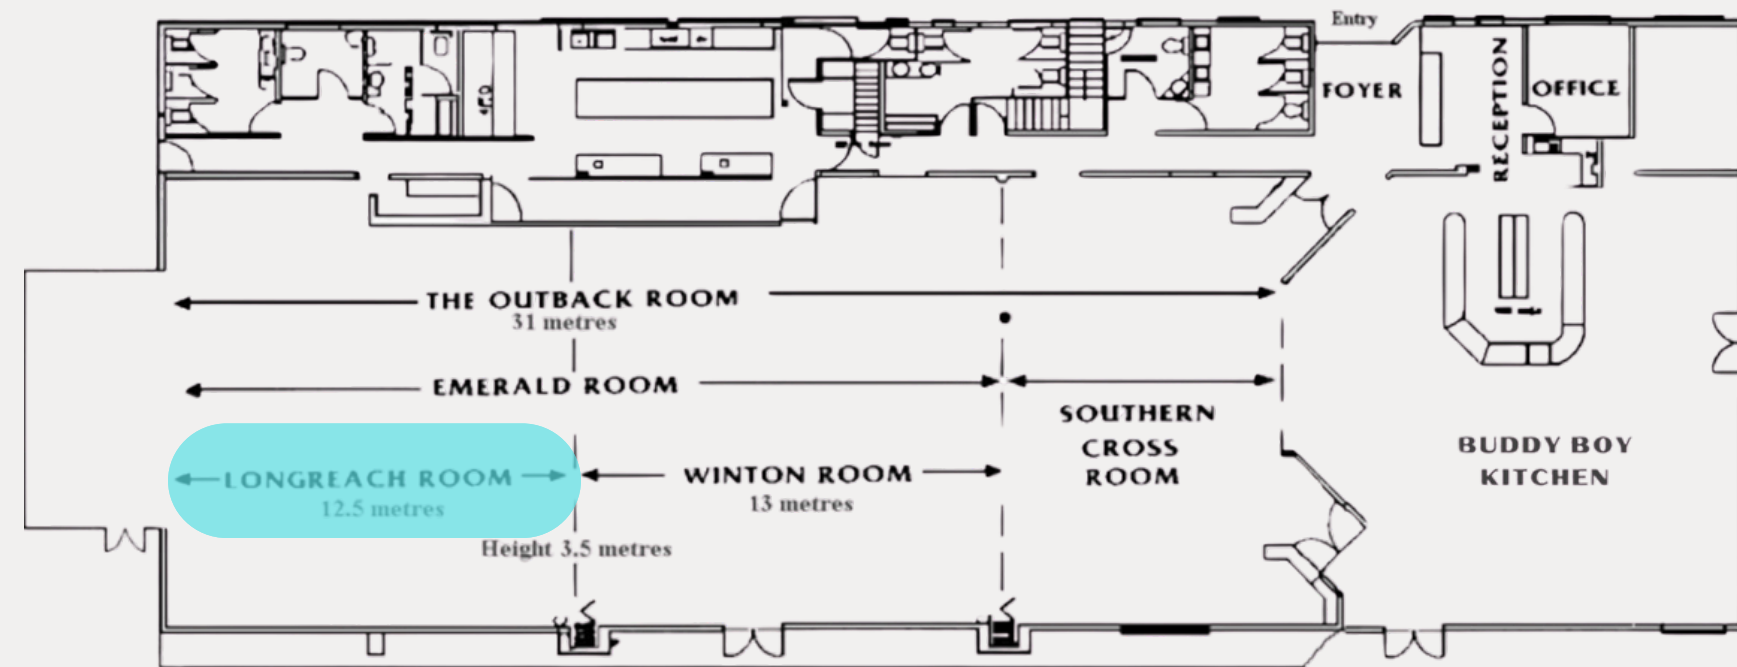 Entry
FOYER
RECEPTION
OFFICE
THE OUTBACK ROOM
31 metres
EMERALD ROOM
SOUTHERN
CROSS
ROOM
BUDDY BOY
KITCHEN
LONGREACH ROOM
12.5 metres
WINTON ROOM
13 metres
Height 3.5 metres